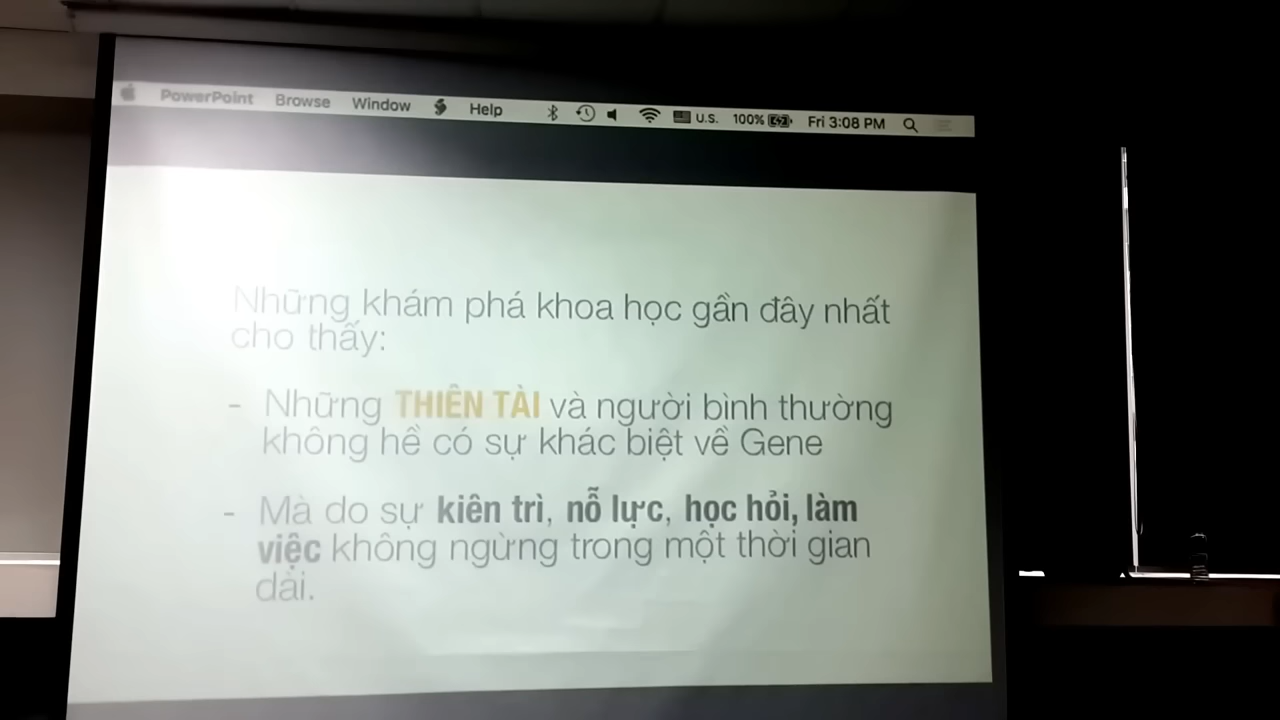 PowerPoint Browse Window Help U.S. 100% Fri 3:08 PM
Những khám phá khoa học gần đây nhất
cho thấy:
- Những THIÊN TÀI và người bình thường
không hề có sự khác biệt về Gene
- Mà do sự kiên trì, nỗ lực, học hỏi, làm
việc không ngừng trong một thời gian
dài.